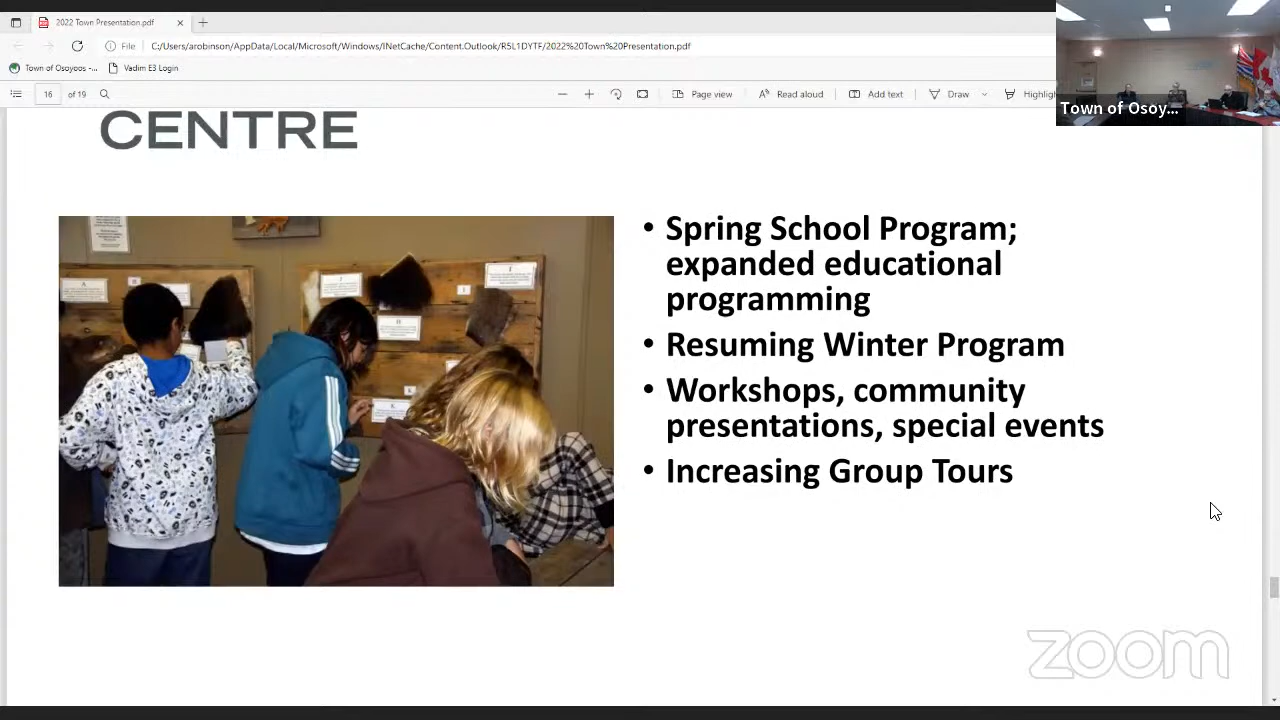 2022 Town Presentation.pdf
File
C:/Users/arobinson/AppData/Local/Microsoft/Windows/INetCache/Content.Outlook/R5L1DYTF/2022%20Town%20Presentation.pdf
Town of Osoyoos -...
Vadim E3 Login
16 of 19
Page view
Read aloud
Add text
Draw
Highligh
Town of Osoy...
CENTRE
• Spring School Program;
expanded educational
programming
• Resuming Winter Program
• Workshops, community
presentations, special events
• Increasing Group Tours
zoom